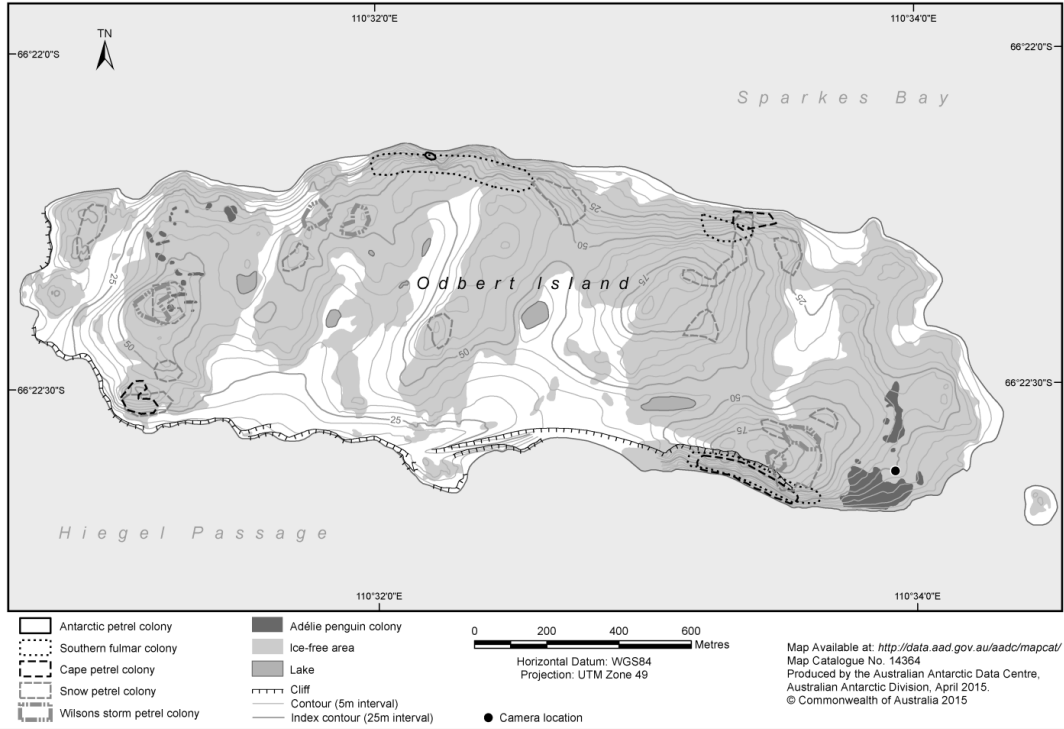 110°32'0"E
110°34'0"E
TN
66°22'0"S
66°22'0"S
Sparkes Bay
25
50
75
25
25
Odbert Island
50
50
66°22'30"S
66°22'30"S
25
50
75
Hiegel Passage
110°32'0"E
110°34'0"E
Antarctic petrel colony
Southern fulmar colony
Cape petrel colony
Snow petrel colony
Wilsons storm petrel colony
Adélie penguin colony
Ice-free area
Lake
Cliff
Contour (5m interval)
Index contour (25m interval)
0 200 400 600
Metres
Horizontal Datum: WGS84
Projection: UTM Zone 49
Camera location
Map Available at: http://data.aad.gov.au/aadc/mapcat/
Map Catalogue No. 14364
Produced by the Australian Antarctic Data Centre,
Australian Antarctic Division, April 2015.
© Commonwealth of Australia 2015